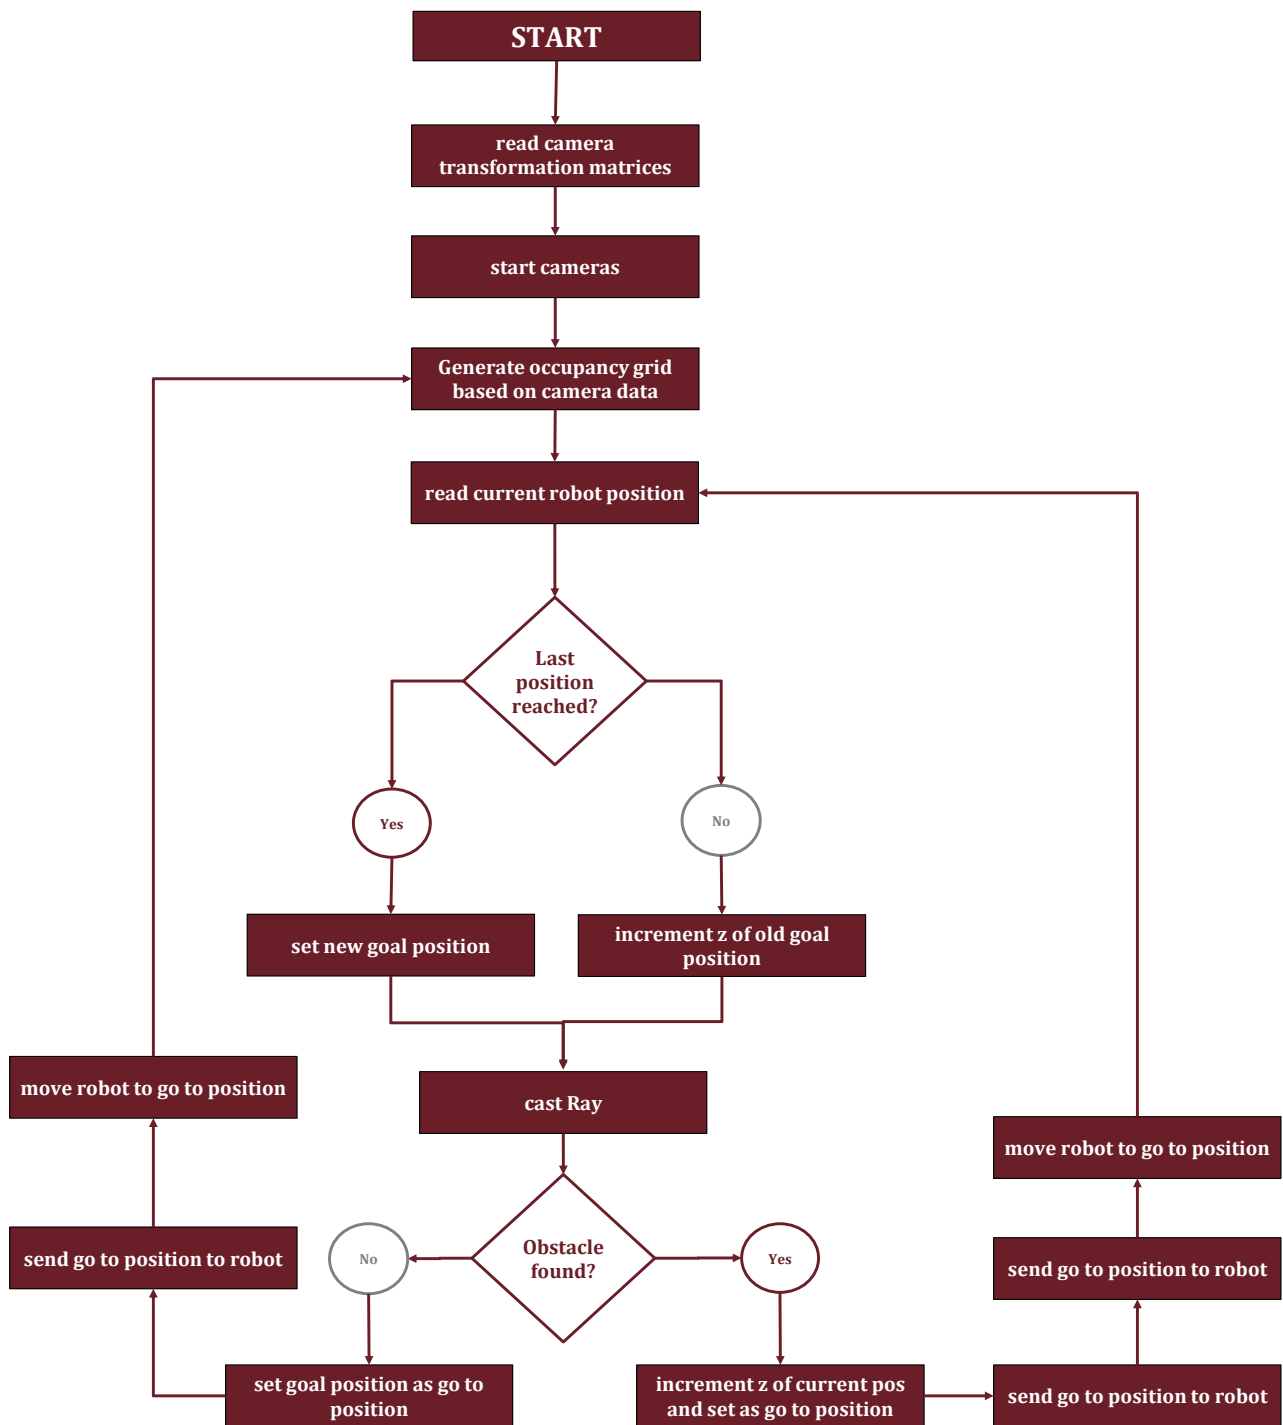 START
read camera
transformation matrices
start cameras
Generate occupancy grid
based on camera data
read current robot position
Last
position
reached?
Yes
No
set new goal position
increment z of old goal
position
move robot to go to position
cast Ray
move robot to go to position
send go to position to robot
No
Obstacle
found?
Yes
send go to position to robot
set goal position as go to
position
increment z of current pos
and set as go to position
send go to position to robot